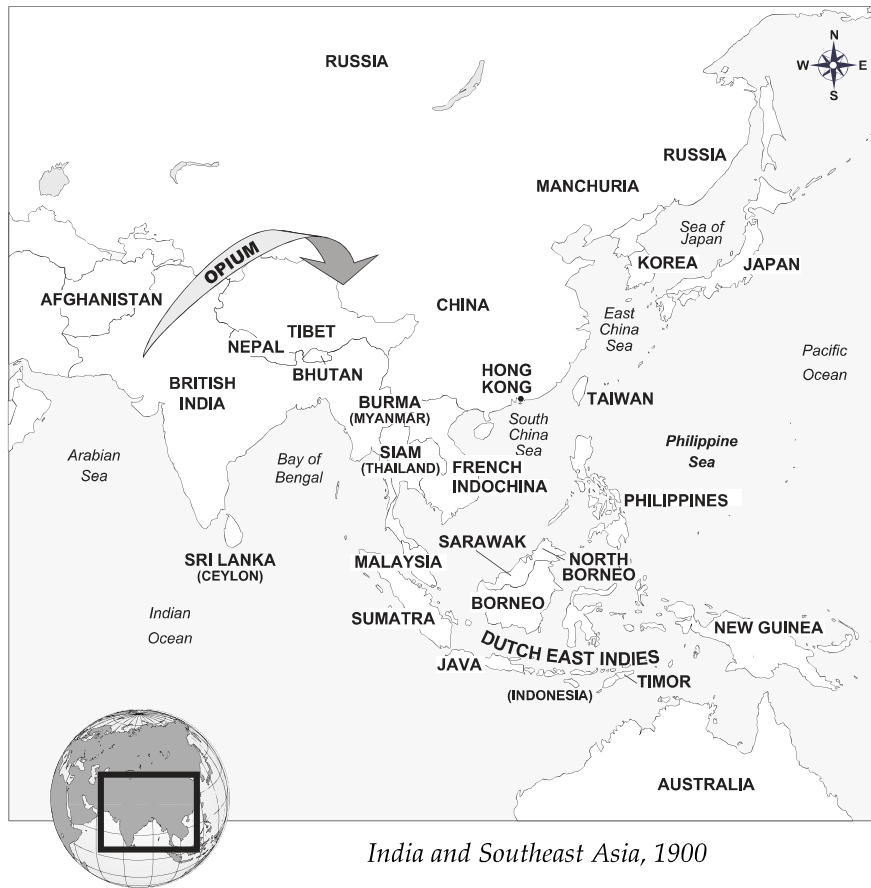 N
W E
S
RUSSIA
RUSSIA
MANCHURIA
Sea of
Japan
OPIUM
KOREA
JAPAN
AFGHANISTAN
CHINA
East
China
Sea
TIBET
NEPAL
Pacific
Ocean
BHUTAN
HONG
KONG
BRITISH
INDIA
BURMA
(MYANMAR)
TAIWAN
South
China
Sea
Arabian
Sea
Bay of
Bengal
SIAM
(THAILAND)
FRENCH
INDOCHINA
Philippine
Sea
PHILIPPINES
SRI LANKA
(CEYLON)
MALAYSIA
SARAWAK
NORTH
BORNEO
BORNEO
Indian
Ocean
SUMATRA
NEW GUINEA
DUTCH EAST INDIES
JAVA
(INDONESIA)
TIMOR
AUSTRALIA
India and Southeast Asia, 1900